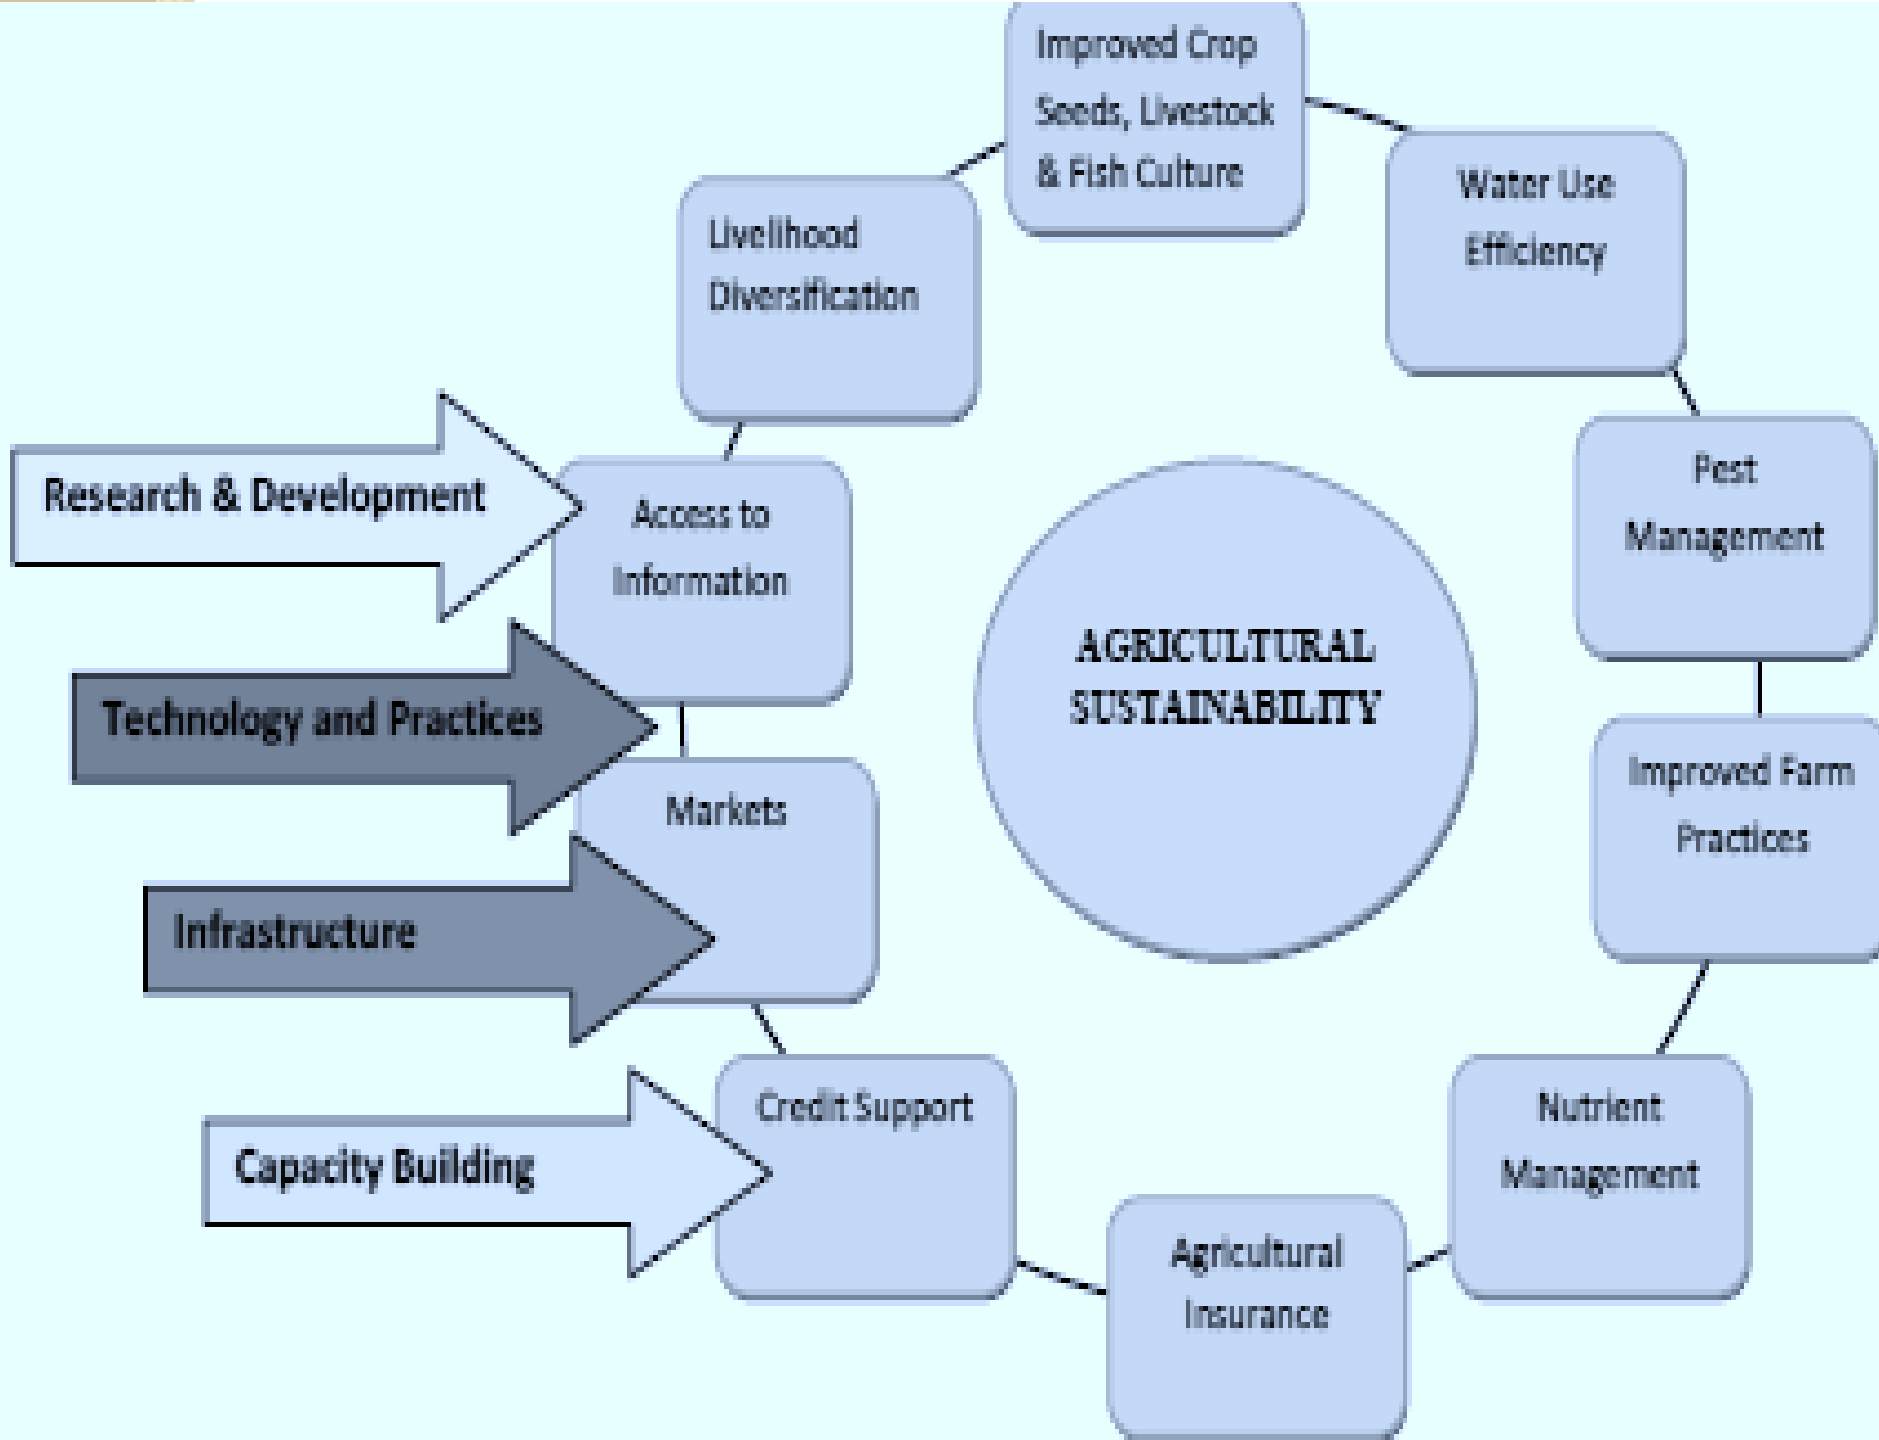 Improved Crop
Seeds, Livestock
& Fish Culture
Water Use
Efficiency
Livelihood
Diversification
Pest
Management
Research & Development
Access to
Information
AGRICULTURAL
SUSTAINABILITY
Technology and Practices
Improved Farm
Practices
Markets
Infrastructure
Credit Support
Nutrient
Management
Capacity Building
Agricultural
Insurance